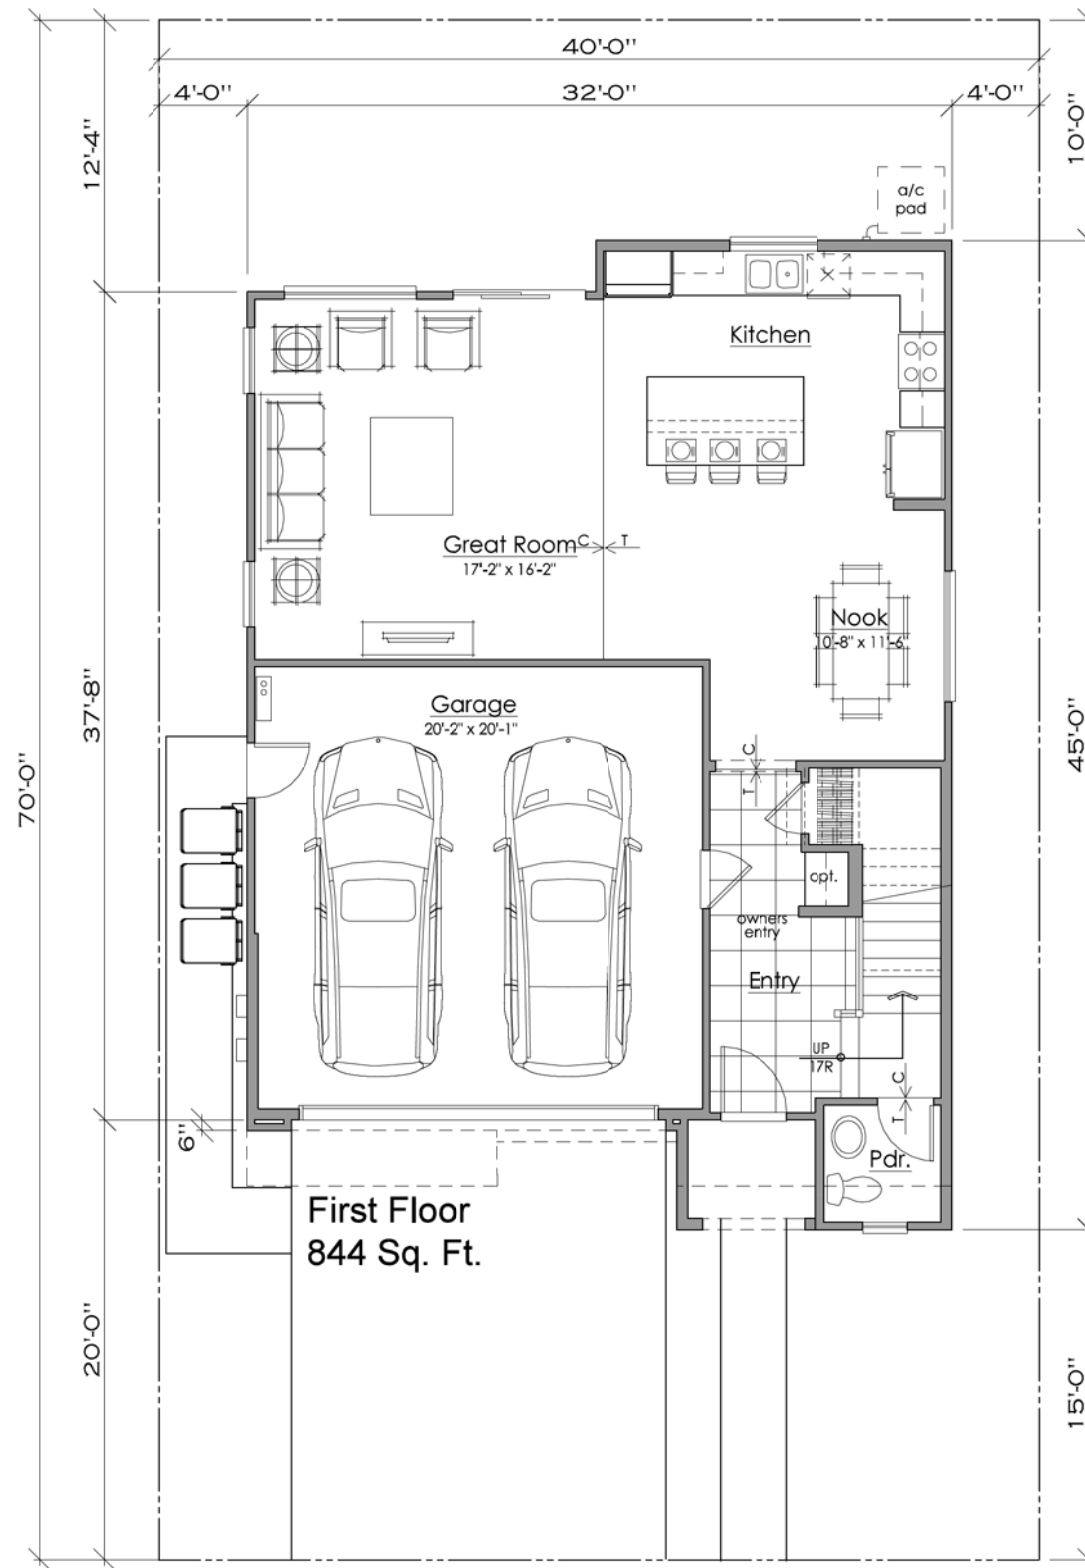 40'-0"
4'-0"
32'-0"
4'-0"
12'-4"
10'-0"
a/c
pad
Kitchen
Great Room
C
T
17'-2" x 16'-2"
Nook
10'-8" x 11'-6"
37'-8"
70'-0"
45'-0"
Garage
20'-2" x 20'-1"
C
T
opt.
owners
entry
Entry
UP
17R
C
T
6"
Pdr.
First Floor
844 Sq. Ft.
20'-0"
15'-0"